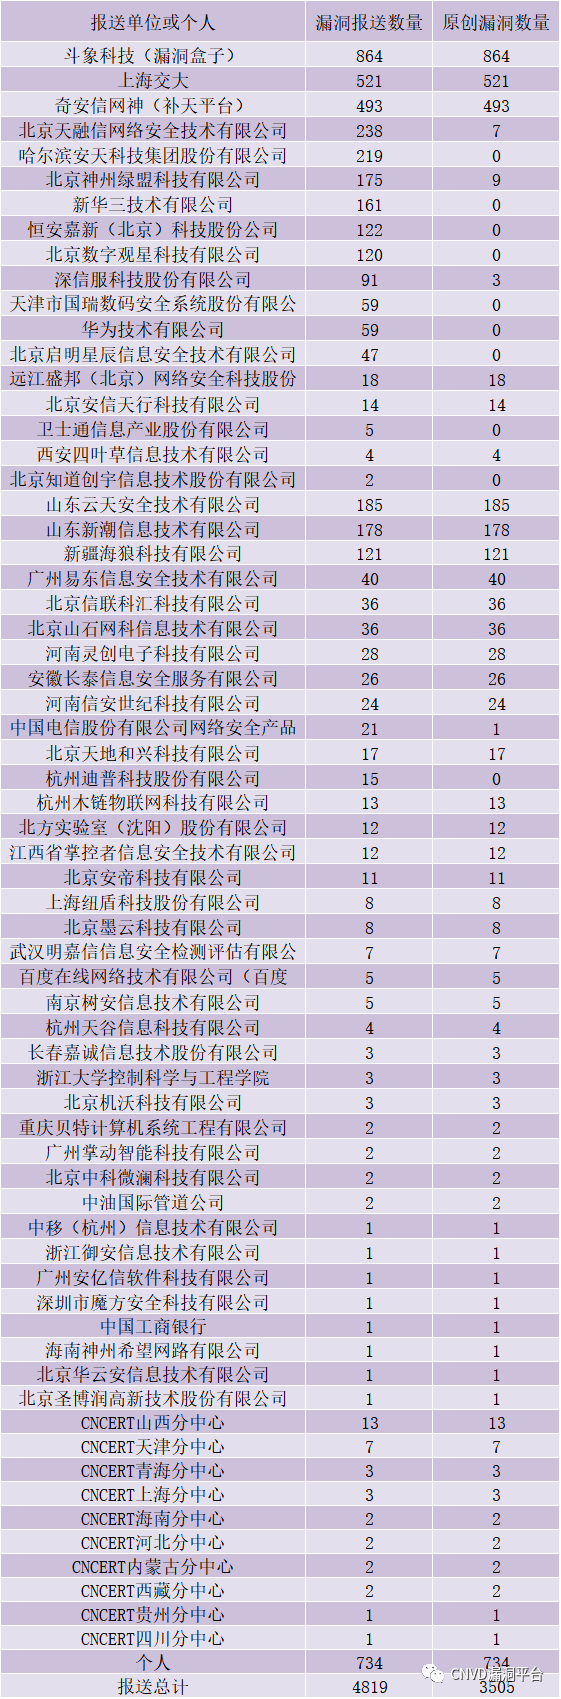 报送单位或个人 漏洞报送数量 原创漏洞数量
斗象科技（漏洞盒子） 864 864
上海交大 521 521
奇安信网神（补天平台） 493 493
北京天融信网络安全技术有限公司 238 7
哈尔滨安天科技集团股份有限公司 219 0
北京神州绿盟科技有限公司 175 9
新华三技术有限公司 161 0
恒安嘉新（北京）科技股份公司 122 0
北京数字观星科技有限公司 120 0
深信服科技股份有限公司 91 3
天津市国瑞数码安全系统股份有限公 59 0
华为技术有限公司 59 0
北京启明星辰信息安全技术有限公司 47 0
远江盛邦（北京）网络安全科技股份 18 18
北京安信天行科技有限公司 14 14
卫士通信息产业股份有限公司 5 0
西安四叶草信息技术有限公司 4 4
北京知道创宇信息技术股份有限公司 2 0
山东云天安全技术有限公司 185 185
山东新潮信息技术有限公司 178 178
新疆海狼科技有限公司 121 121
广州易东信息安全技术有限公司 40 40
北京信联科汇科技有限公司 36 36
北京山石网科信息技术有限公司 36 36
河南灵创电子科技有限公司 28 28
安徽长泰信息安全服务有限公司 26 26
河南信安世纪科技有限公司 24 24
中国电信股份有限公司网络安全产品 21 1
北京天地和兴科技有限公司 17 17
杭州迪普科技股份有限公司 15 0
杭州木链物联网科技有限公司 13 13
北方实验室（沈阳）股份有限公司 12 12
江西省掌控者信息安全技术有限公司 12 12
北京安帝科技有限公司 11 11
上海纽盾科技股份有限公司 8 8
北京墨云科技有限公司 8 8
武汉明嘉信信息安全检测评估有限公 7 7
百度在线网络技术有限公司（百度 5 5
南京树安信息技术有限公司 5 5
杭州天谷信息科技有限公司 4 4
长春嘉诚信息技术股份有限公司 3 3
浙江大学控制科学与工程学院 3 3
北京机沃科技有限公司 3 3
重庆贝特计算机系统工程有限公司 2 2
广州掌动智能科技有限公司 2 2
北京中科微澜科技有限公司 2 2
中油国际管道公司 2 2
中移（杭州）信息技术有限公司 1 1
浙江御安信息技术有限公司 1 1
广州安亿信软件科技有限公司 1 1
深圳市魔方安全科技有限公司 1 1
中国工商银行 1 1
海南神州希望网路有限公司 1 1
北京华云安信息技术有限公司 1 1
北京圣博润高新技术股份有限公司 1 1
CNCERT山西分中心 13 13
CNCERT天津分中心 7 7
CNCERT青海分中心 3 3
CNCERT上海分中心 3 3
CNCERT海南分中心 2 2
CNCERT河北分中心 2 2
CNCERT内蒙古分中心 2 2
CNCERT西藏分中心 2 2
CNCERT贵州分中心 1 1
CNCERT四川分中心 1 1
个人 734 734
CNVD漏洞平台
报送总计 4819 3505